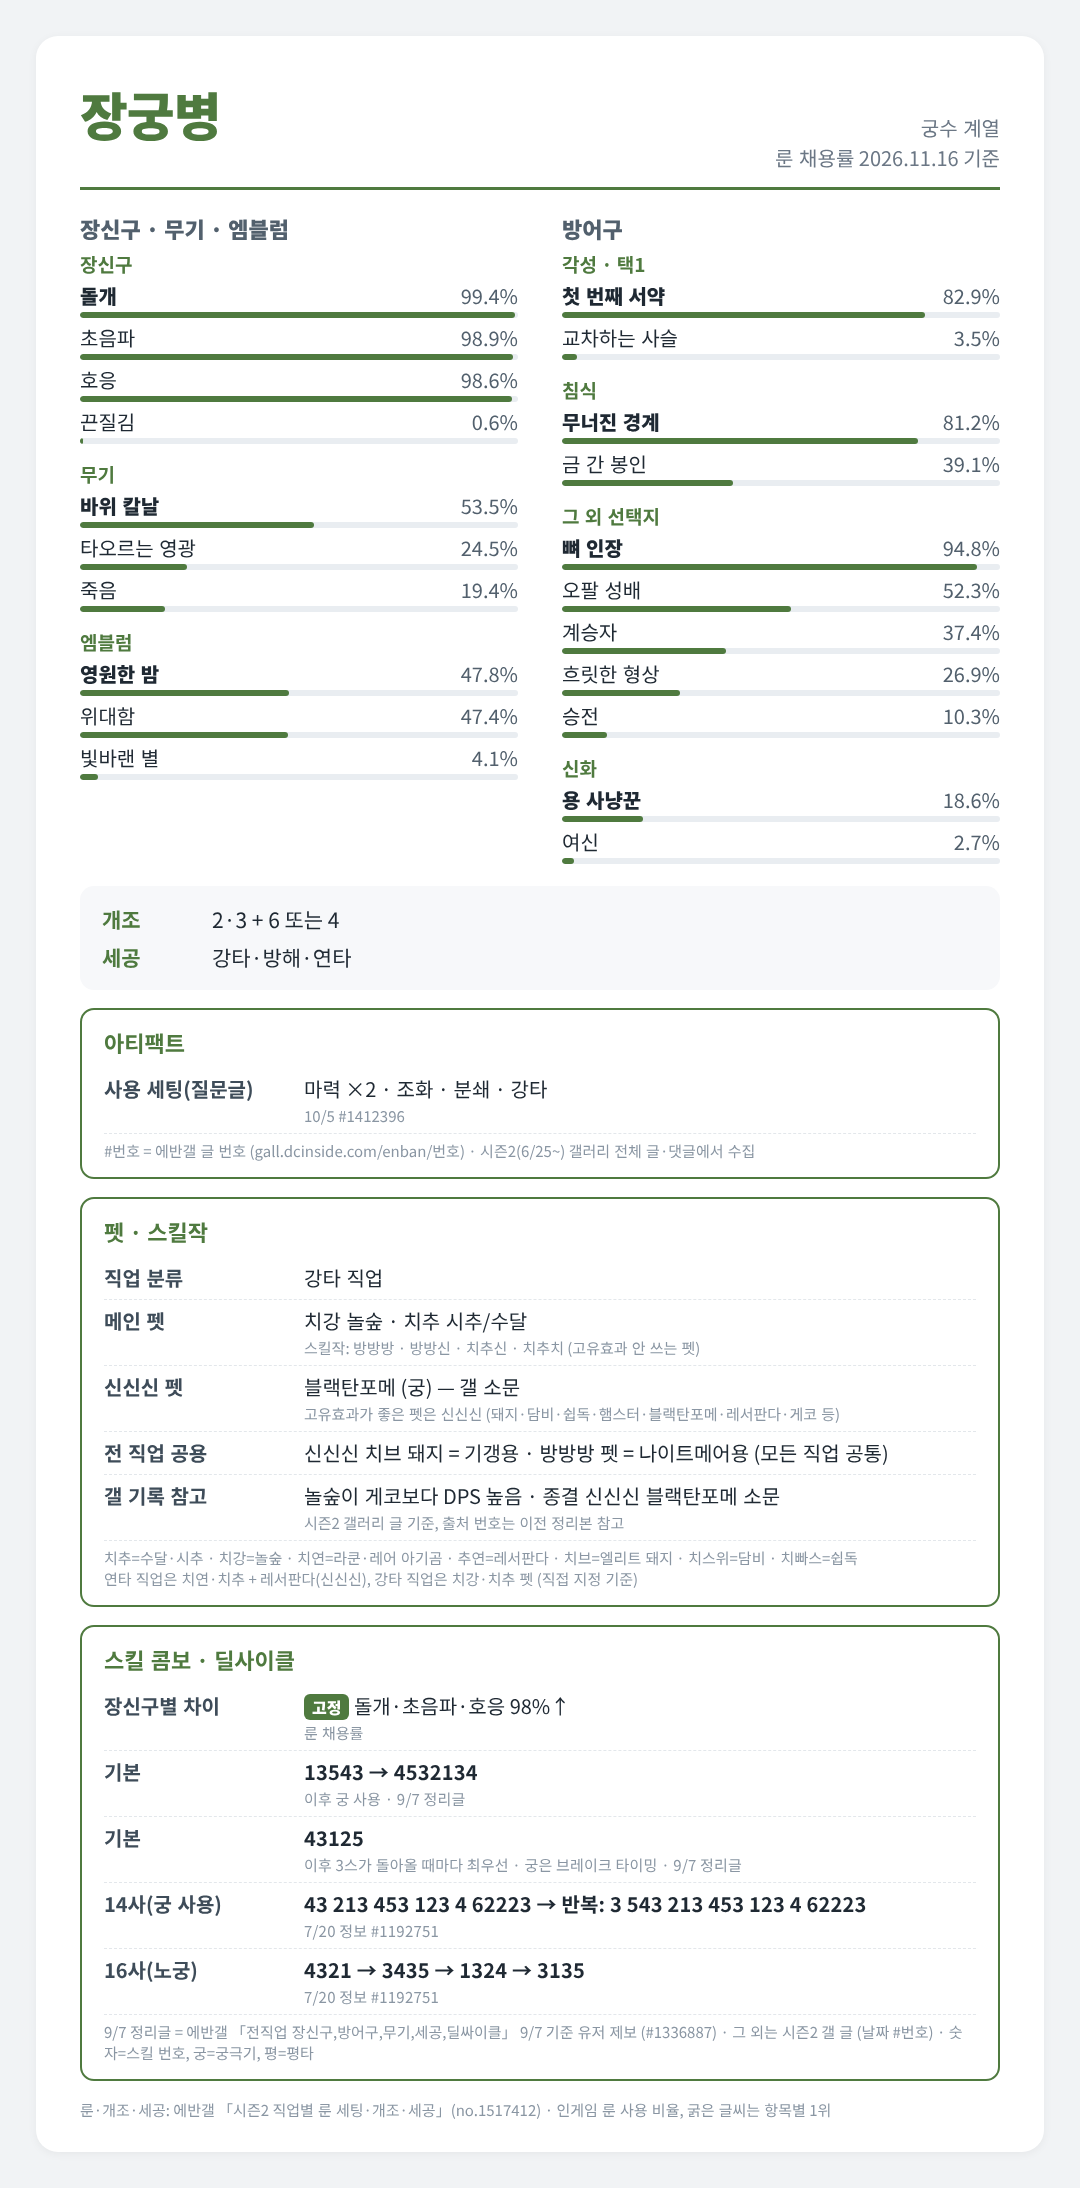 장궁병
궁수 계열
룬 채용률 2026.11.16 기준
장신구 · 무기 · 엠블럼
장신구
돌개 99.4%
초음파 98.9%
호응 98.6%
끈질김 0.6%
무기
바위 칼날 53.5%
타오르는 영광 24.5%
죽음 19.4%
엠블럼
영원한 밤 47.8%
위대함 47.4%
빛바랜 별 4.1%
방어구
각성 · 택1
첫 번째 서약 82.9%
교차하는 사슬 3.5%
침식
무너진 경계 81.2%
금 간 봉인 39.1%
그 외 선택지
뼈 인장 94.8%
오팔 성배 52.3%
계승자 37.4%
흐릿한 형상 26.9%
승전 10.3%
신화
용 사냥꾼 18.6%
여신 2.7%
개조 2·3 + 6 또는 4
세공 강타·방해·연타
아티팩트
사용 세팅(질문글) 마력 ×2 · 조화 · 분쇄 · 강타
10/5 #1412396
#번호 = 에반갤 글 번호 (gall.dcinside.com/enban/번호) · 시즌2(6/25~) 갤러리 전체 글·댓글에서 수집
펫 · 스킬작
직업 분류 강타 직업
메인 펫 치강 놀숲 · 치추 시추/수달
스킬작: 방방방 · 방방신 · 치추신 · 치추치 (고유효과 안 쓰는 펫)
신신신 펫 블랙탄포메 (궁) — 갤 소문
고유효과가 좋은 펫은 신신신 (돼지·담비·쉽독·햄스터·블랙탄포메·레서판다·게코 등)
전 직업 공용 신신신 치브 돼지 = 기갱용 · 방방방 펫 = 나이트메어용 (모든 직업 공통)
갤 기록 참고 놀숲이 게코보다 DPS 높음 · 종결 신신신 블랙탄포메 소문
시즌2 갤러리 글 기준, 출처 번호는 이전 정리본 참고
치추=수달·시추 · 치강=놀숲 · 치연=라쿤·레어 아기곰 · 추연=레서판다 · 치브=엘리트 돼지 · 치스위=담비 · 치빠스=쉽독
연타 직업은 치연·치추 + 레서판다(신신신), 강타 직업은 치강·치추 펫 (직접 지정 기준)
스킬 콤보 · 딜사이클
장신구별 차이 고정 돌개·초음파·호응 98%↑
룬 채용률
기본 13543 → 4532134
이후 궁 사용 · 9/7 정리글
기본 43125
이후 3스가 돌아올 때마다 최우선 · 궁은 브레이크 타이밍 · 9/7 정리글
14사(궁 사용) 43 213 453 123 4 62223 → 반복: 3 543 213 453 123 4 62223
7/20 정보 #1192751
16사(노궁) 4321 → 3435 → 1324 → 3135
7/20 정보 #1192751
9/7 정리글 = 에반갤 「전직업 장신구,방어구,무기,세공,딜싸이클」 9/7 기준 유저 제보 (#1336887) · 그 외는 시즌2 갤 글 (날짜 #번호) · 숫
자=스킬 번호, 궁=궁극기, 평=평타
룬·개조·세공: 에반갤 「시즌2 직업별 룬 세팅·개조·세공」(no.1517412) · 인게임 룬 사용 비율, 굵은 글씨는 항목별 1위